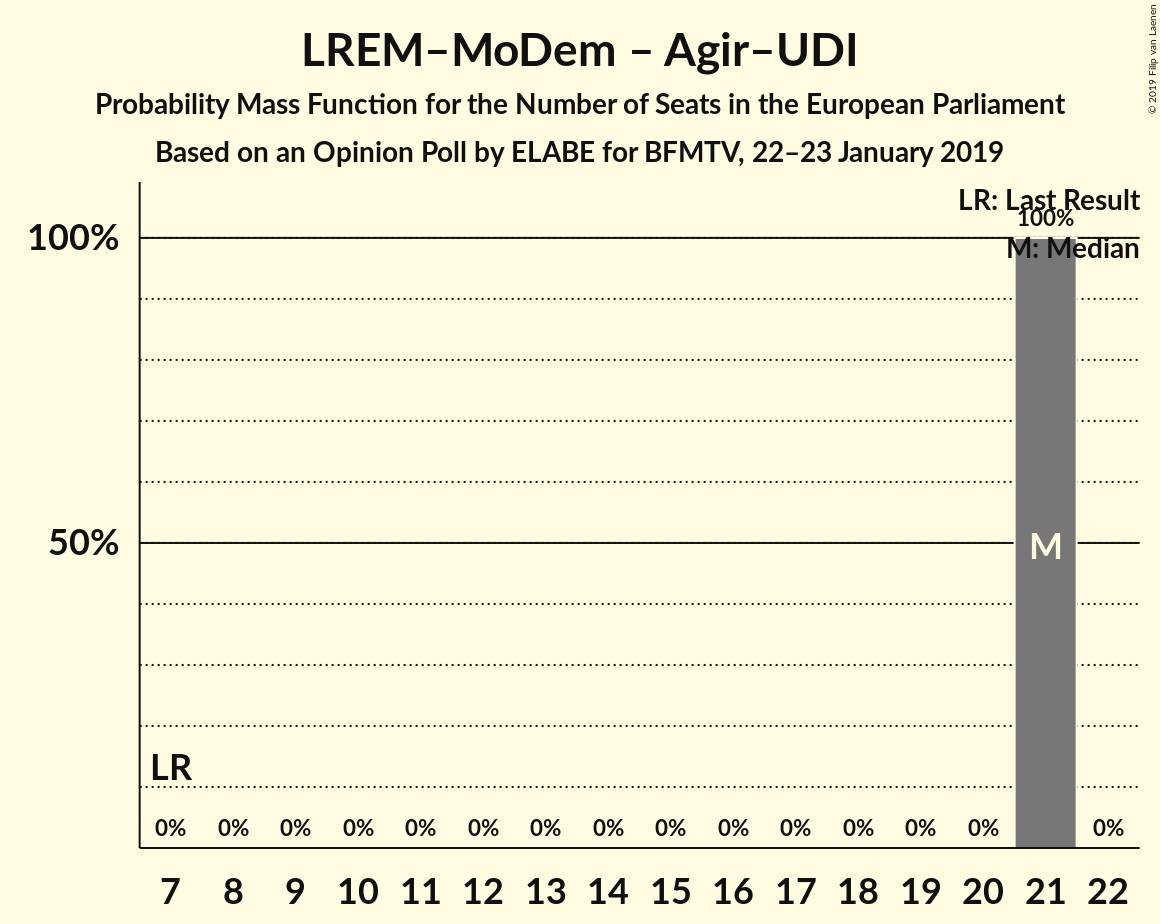 LREM–MoDem – Agir–UDI
Probability Mass Function for the Number of Seats in the European Parliament
Based on an Opinion Poll by ELABE for BFMTV, 22–23 January 2019
© 2019 Filip van Laenen
LR: Last Result
100%
M: Median
100%
50%
M
LR
0% 0% 0% 0% 0% 0% 0% 0% 0% 0% 0% 0% 0% 0% 0%
7 8 9 10 11 12 13 14 15 16 17 18 19 20 21 22